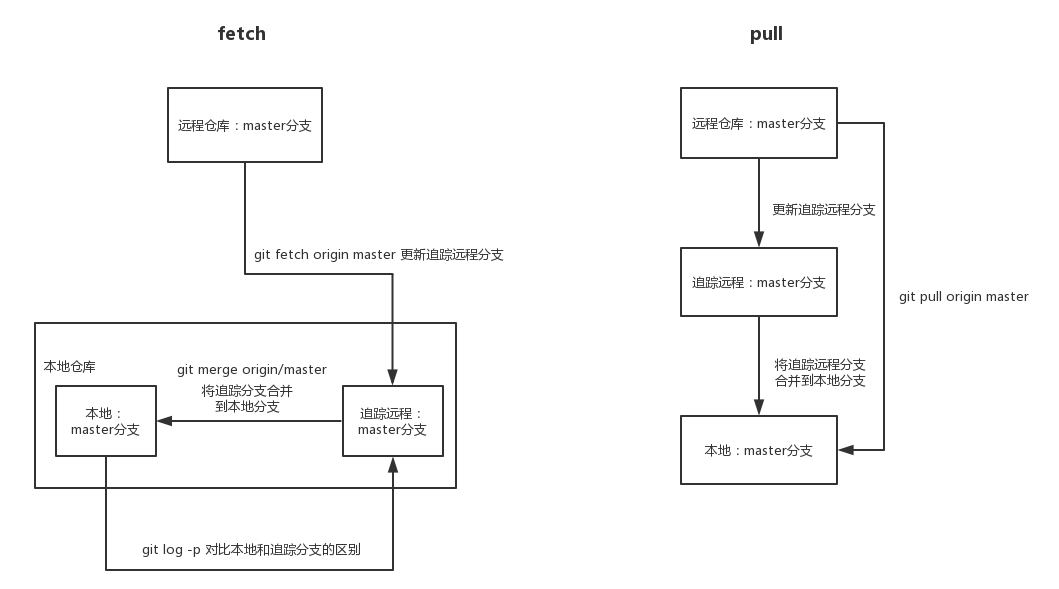 fetch
远程仓库：master分支
git fetch origin master 更新追踪远程分支
本地仓库
git merge origin/master
将追踪分支合并
到本地分支
本地：
master分支
追踪远程：
master分支
git log -p 对比本地和追踪分支的区别
pull
远程仓库：master分支
更新追踪远程分支
追踪远程：master分支
git pull origin master
将追踪远程分支
合并到本地分支
本地：master分支